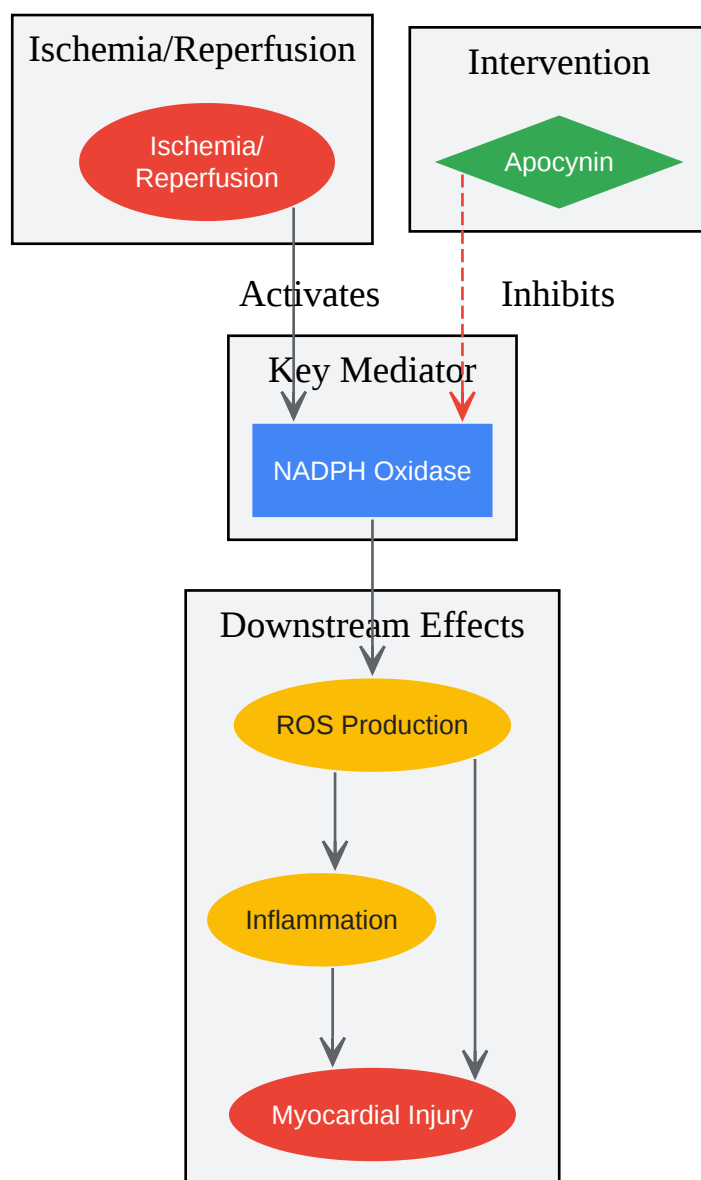 Ischemia/Reperfusion
Intervention
Ischemia/
Reperfusion
Apocynin
Activates
Inhibits
Key Mediator
NADPH Oxidase
Downstream Effects
ROS Production
Inflammation
Myocardial Injury